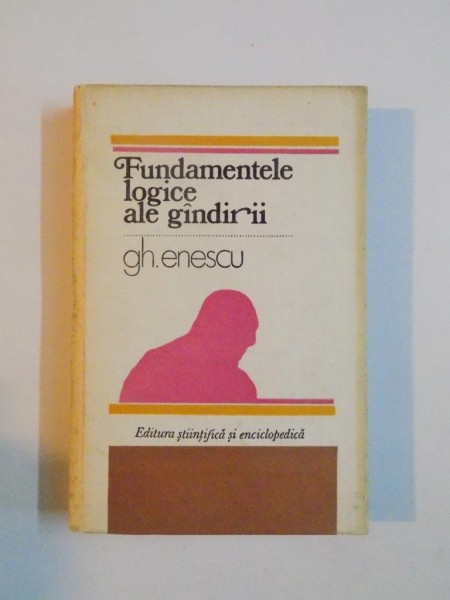 Fundamentele
logice
ale gîndirii
gh. enescu
Editura științifică și enciclopedică